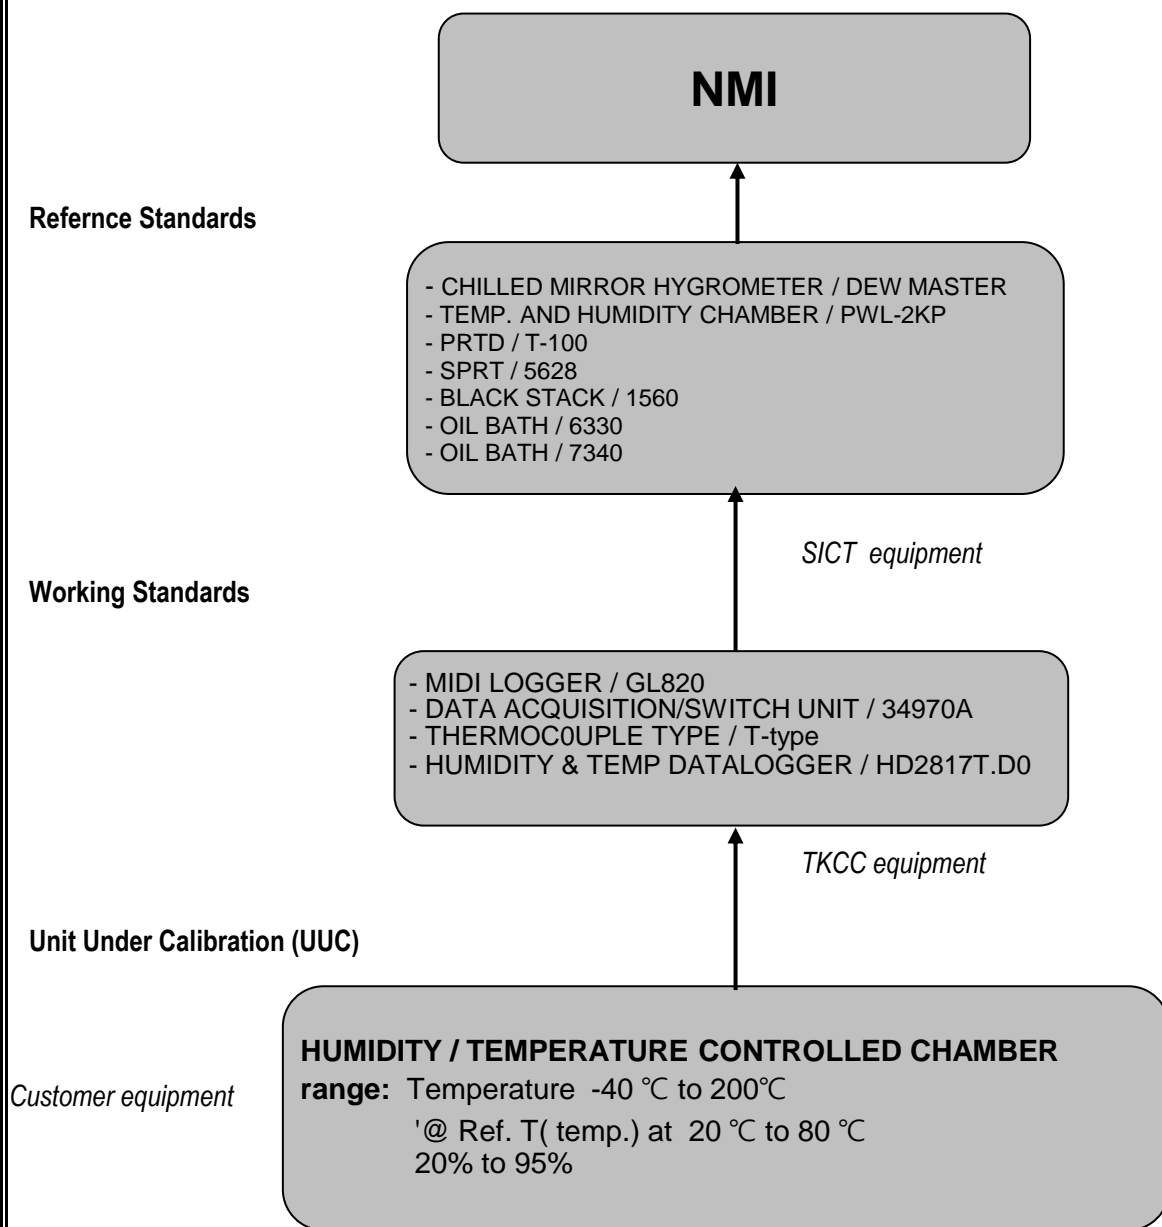 NMI
Refernce Standards
- CHILLED MIRROR HYGROMETER / DEW MASTER
- TEMP. AND HUMIDITY CHAMBER / PWL-2KP
- PRTD / T-100
- SPRT / 5628
- BLACK STACK / 1560
- OIL BATH / 6330
- OIL BATH / 7340
SICT equipment
Working Standards
- MIDI LOGGER / GL820
- DATA ACQUISITION/SWITCH UNIT / 34970A
- THERMOC0UPLE TYPE / T-type
- HUMIDITY & TEMP DATALOGGER / HD2817T.D0
TKCC equipment
Unit Under Calibration (UUC)
HUMIDITY / TEMPERATURE CONTROLLED CHAMBER
range: Temperature -40 ℃ to 200℃
Customer equipment
'@ Ref. T( temp.) at 20 ℃ to 80 ℃
20% to 95%